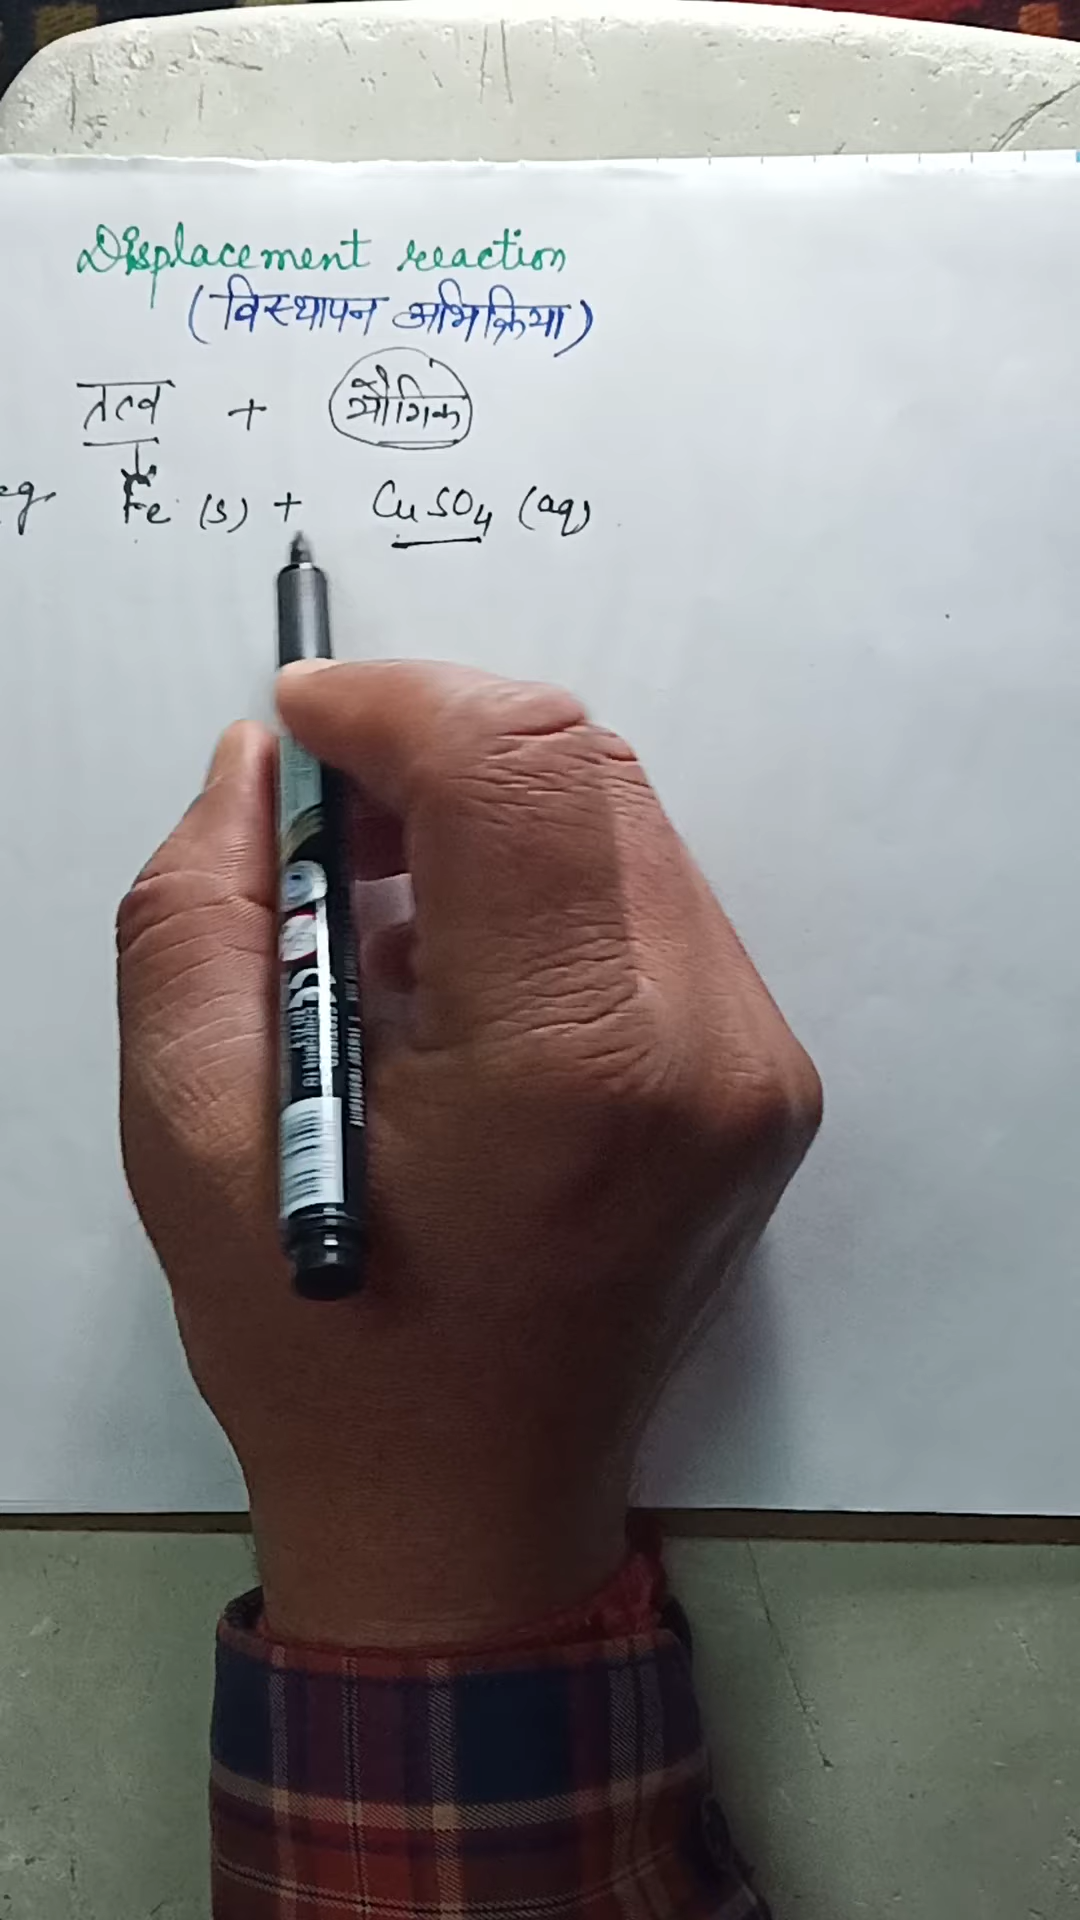 Displacement reaction
(विस्थापन अभिक्रिया)
तत्व + यौगिक
eg. Fe (s) + CuSO₄ (aq)